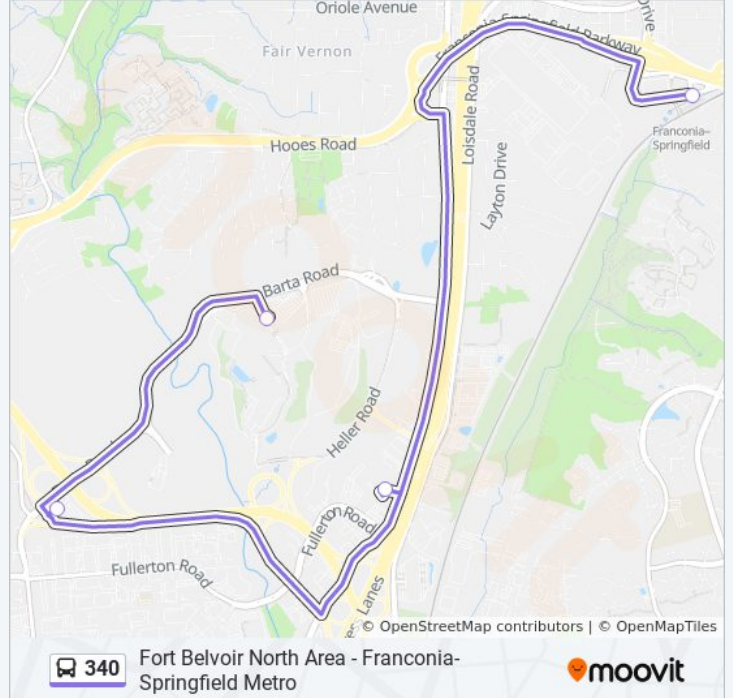 Oriole Avenue
Drive
Franconia-Springfield Parkway
Fair Vernon
Loisdale Road
Hooes Road
Franconia–
Springfield
Layton Drive
Barta Road
Heller Road
Fullerton Road
Fullerton Road
Lanes
© OpenStreetMap contributors | © OpenMapTiles
340
Fort Belvoir North Area - Franconia-
Springfield Metro
moovit